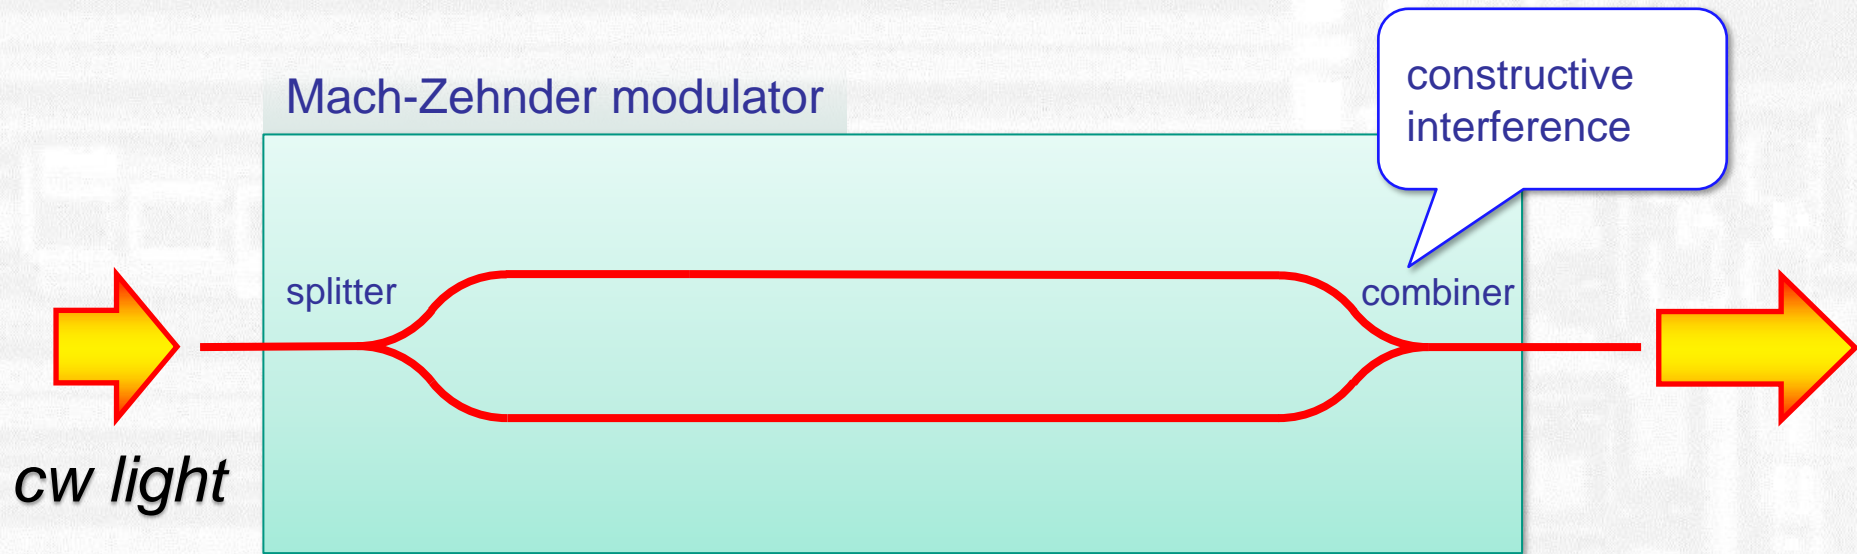 Mach-Zehnder modulator
constructive
interference
splitter
combiner
cw light